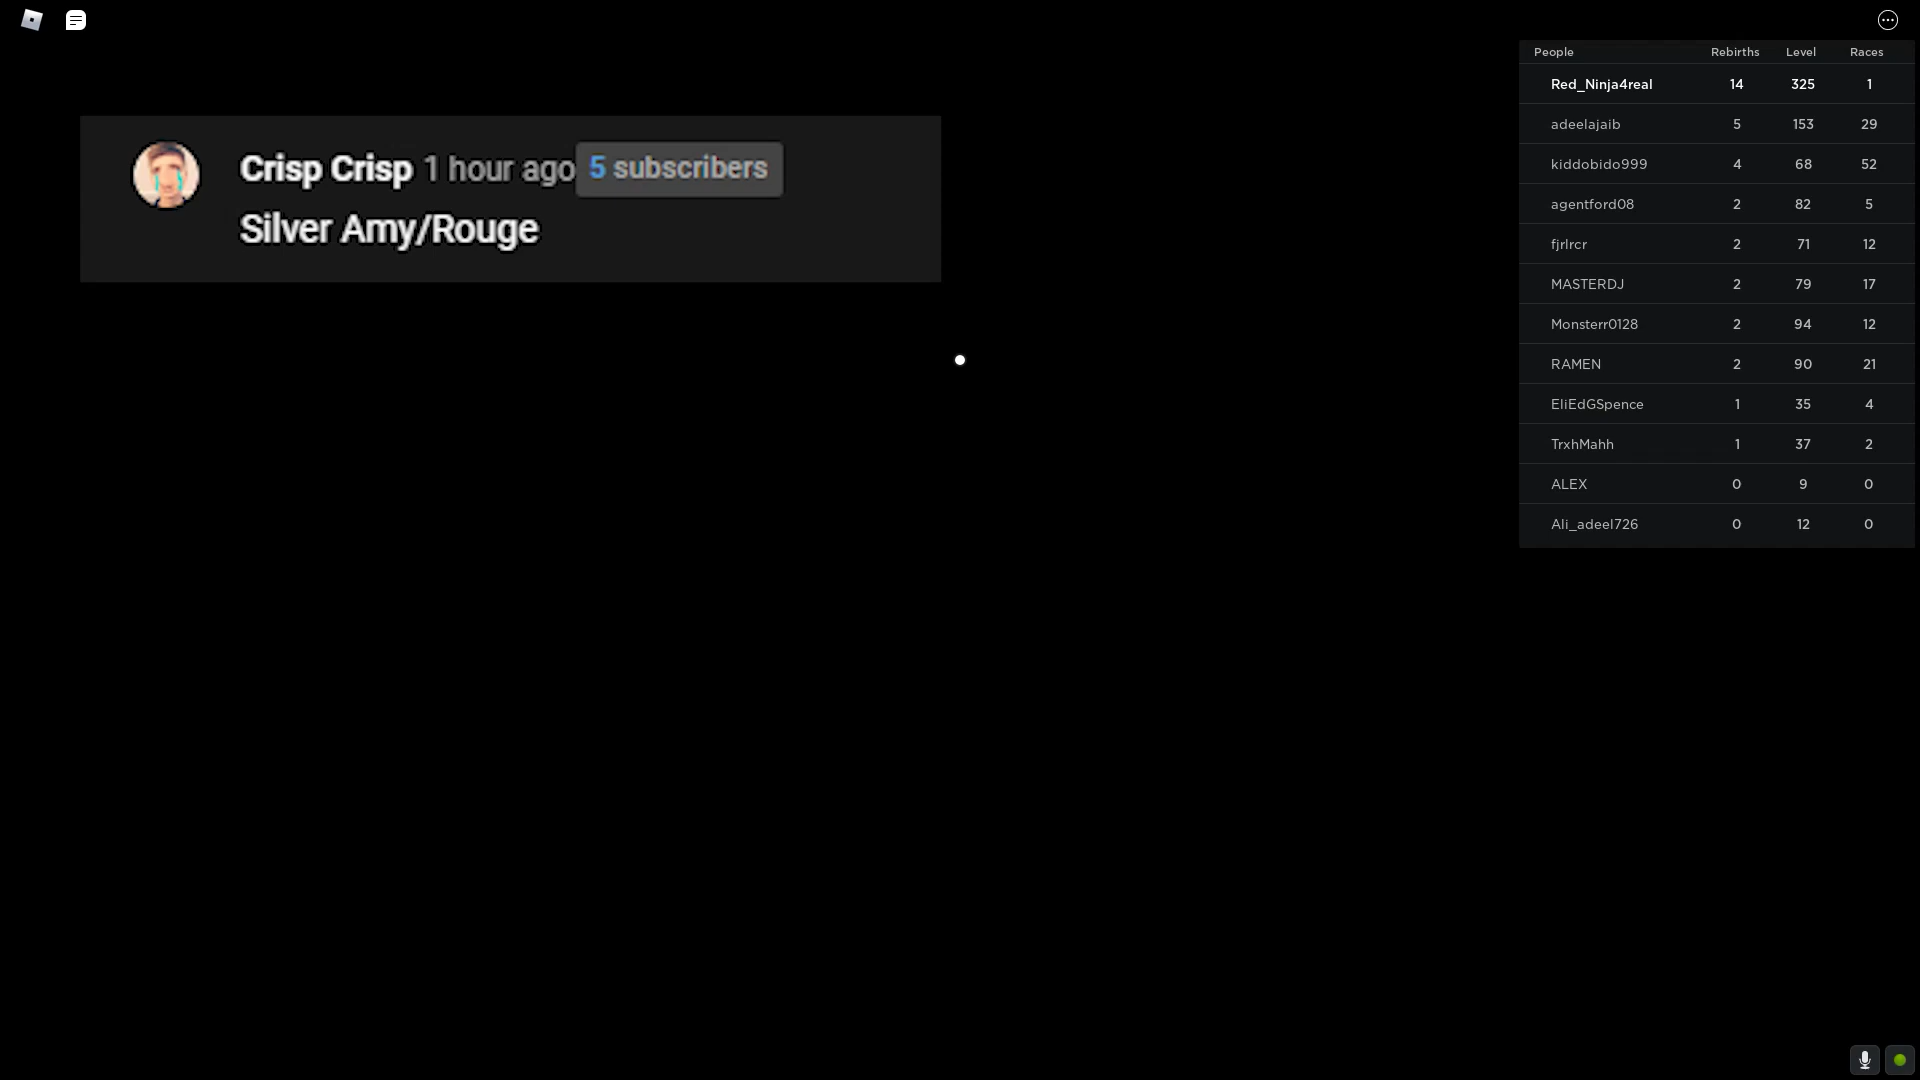 Crisp Crisp 1 hour ago 5 subscribers
Silver Amy/Rouge
People Rebirths Level Races
Red_Ninja4real 14 325 1
adeelajaib 5 153 29
kiddobido999 4 68 52
agentford08 2 82 5
fjrlrcr 2 71 12
MASTERDJ 2 79 17
Monsterr0128 2 94 12
RAMEN 2 90 21
EliEdGSpence 1 35 4
TrxhMahh 1 37 2
ALEX 0 9 0
Ali_adeel726 0 12 0